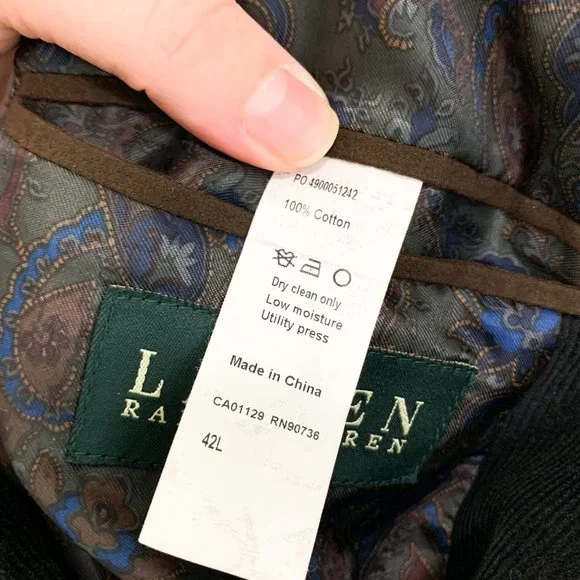 PO 4900051242
100% Cotton
Dry clean only
Low moisture
Utility press
Made in China
CA01129 RN90736
42L